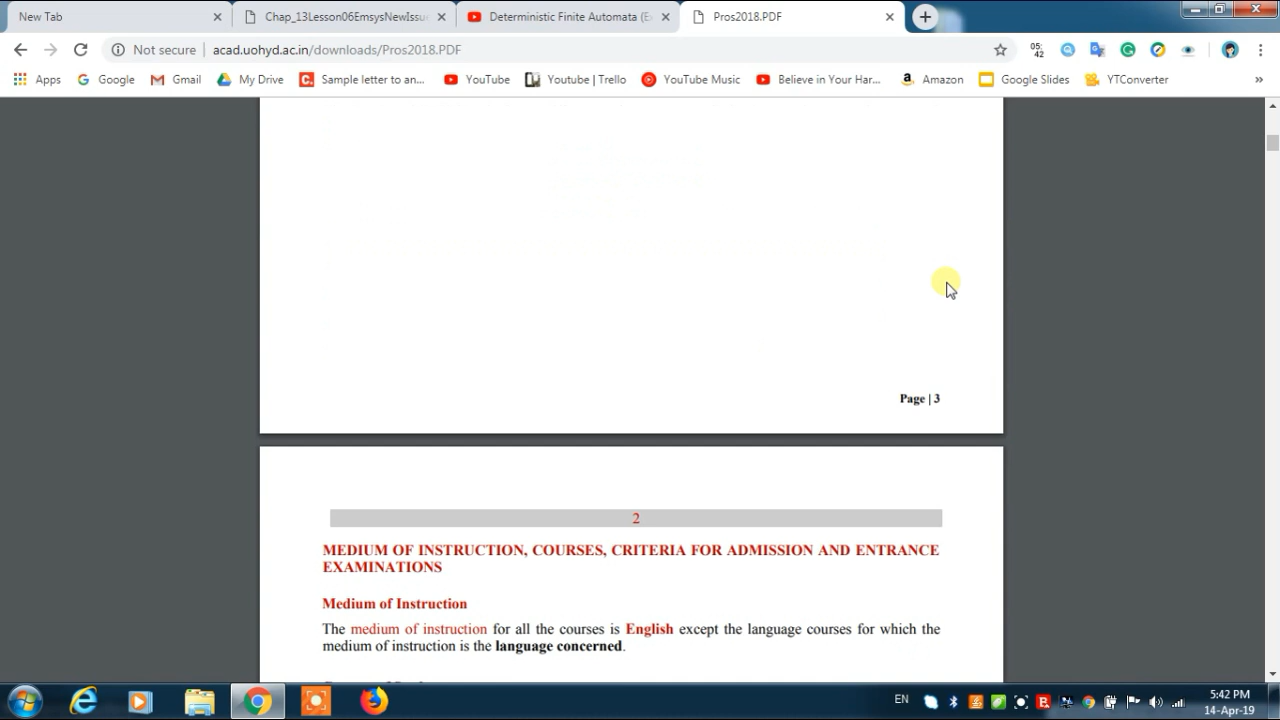 New Tab
Chap_13Lesson06EmsysNewIssue
Deterministic Finite Automata (E
Pros2018.PDF
Not secure
acad.uohyd.ac.in/downloads/Pros2018.PDF
05:
42
Apps
Google
Gmail
My Drive
Sample letter to an...
YouTube
Youtube | Trello
YouTube Music
Believe in Your Har...
Amazon
Google Slides
YTConverter
»
Page | 3
2
MEDIUM OF INSTRUCTION, COURSES, CRITERIA FOR ADMISSION AND ENTRANCE
EXAMINATIONS
Medium of Instruction
The medium of instruction for all the courses is English except the language courses for which the
medium of instruction is the language concerned.
EN
5:42 PM
14-Apr-19